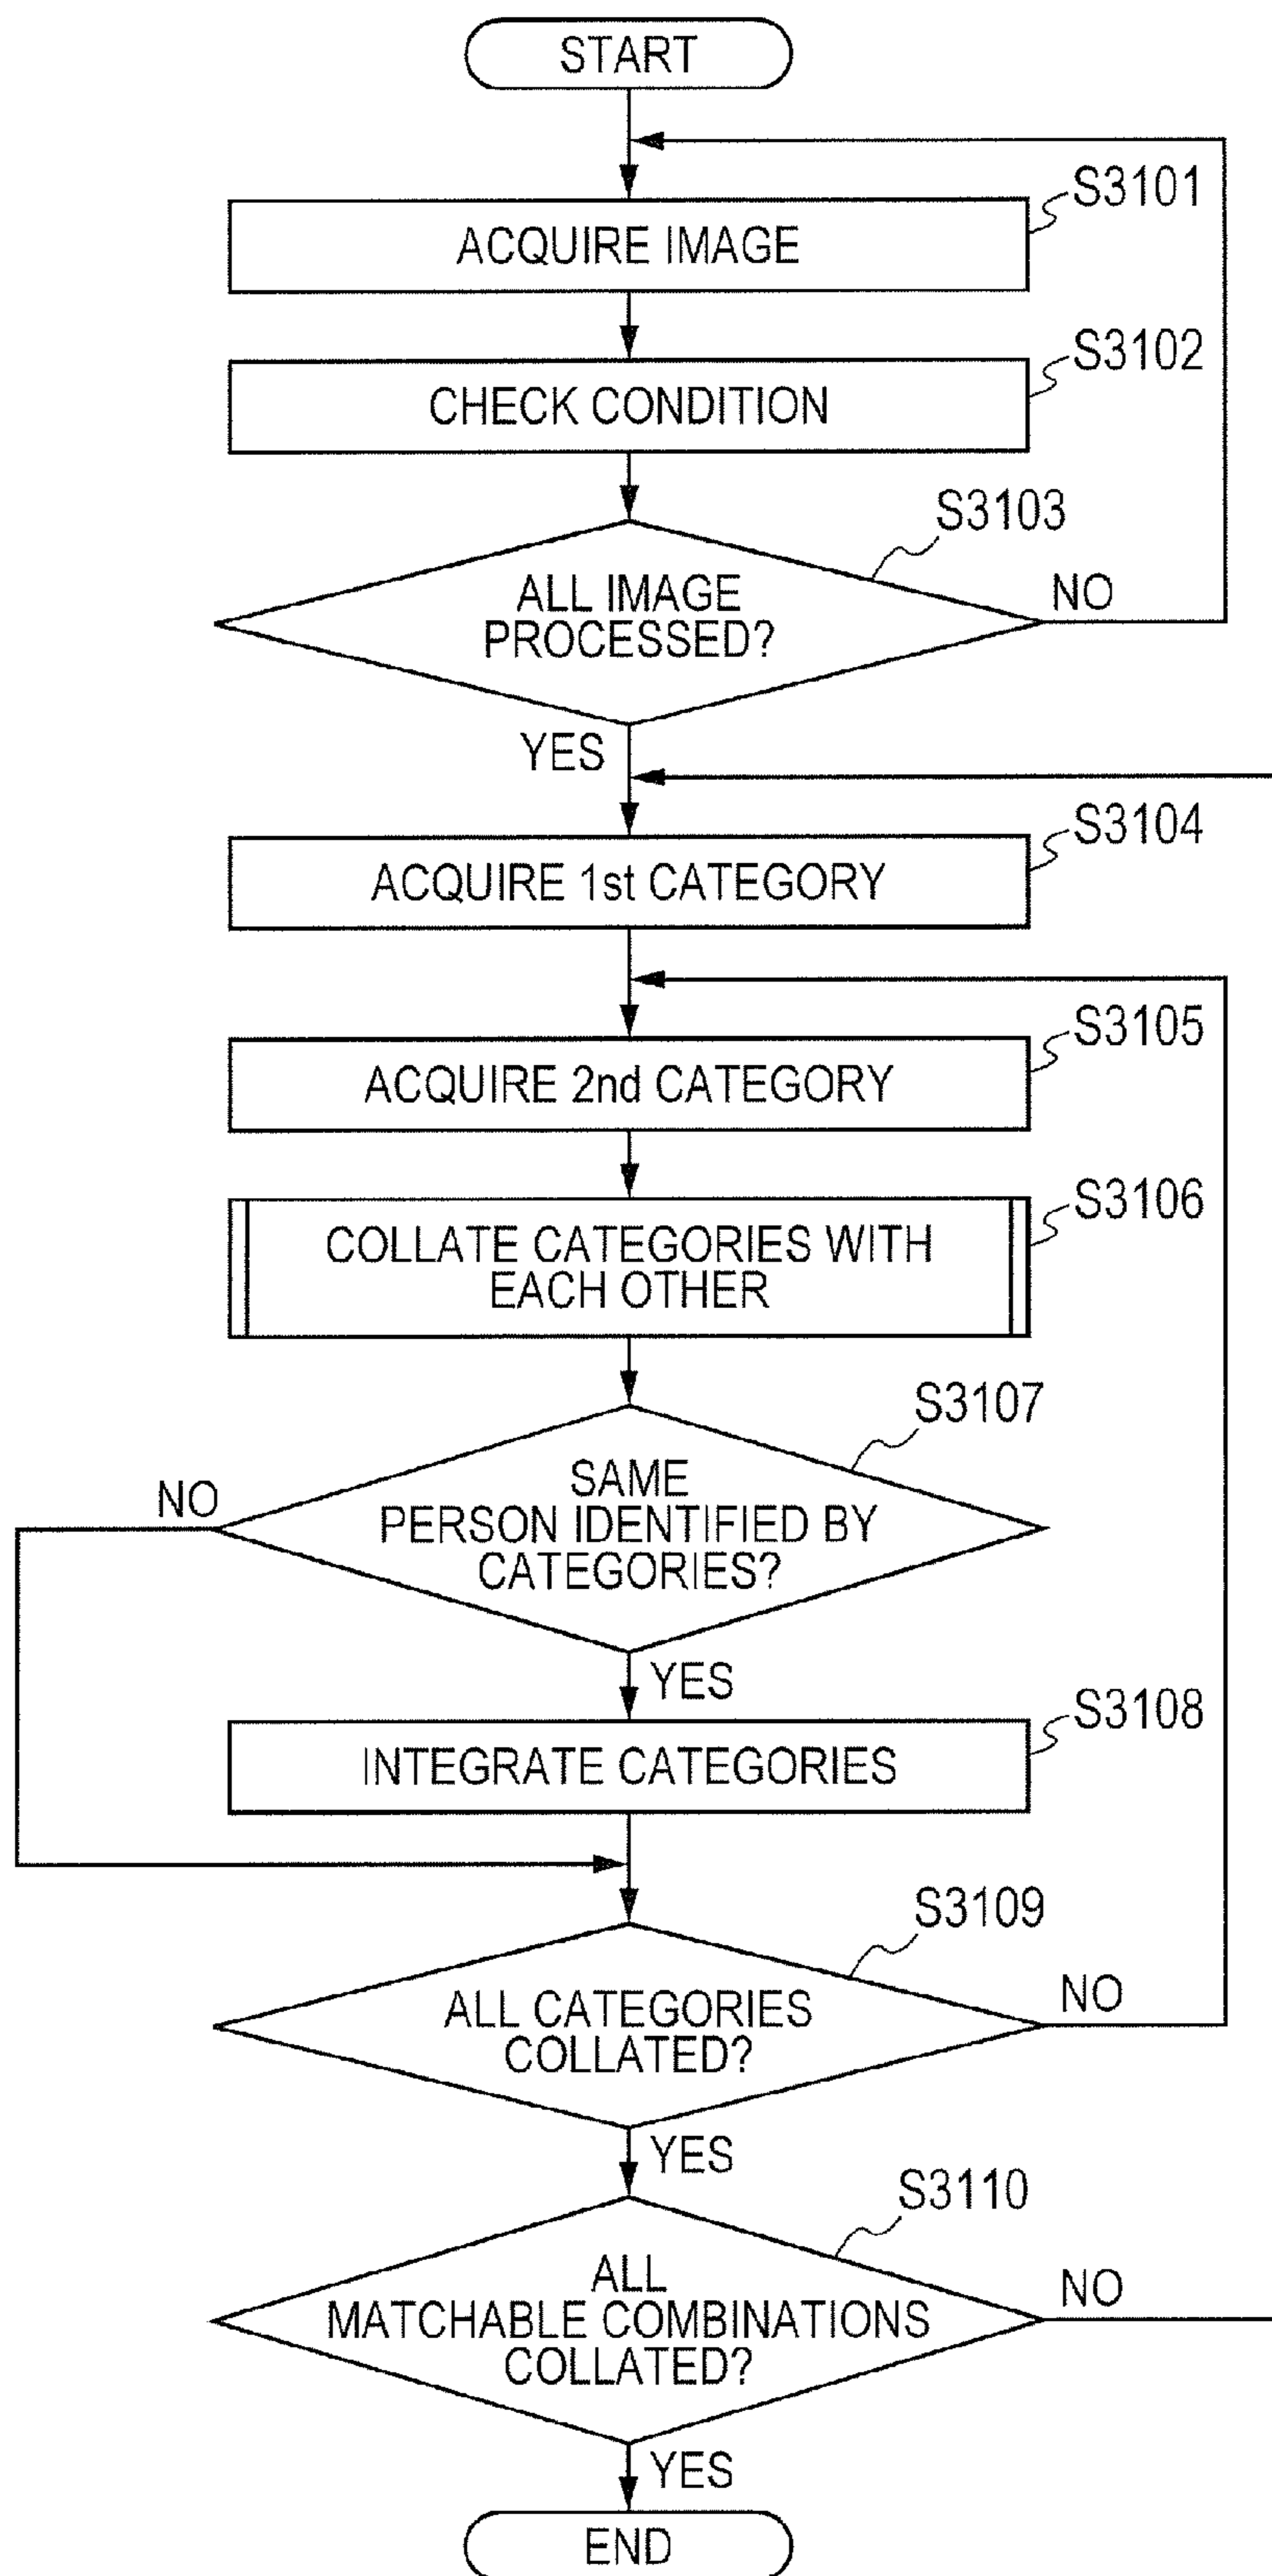 START
S3101
ACQUIRE IMAGE
S3102
CHECK CONDITION
S3103
ALL IMAGE
PROCESSED?
NO
YES
S3104
ACQUIRE 1st CATEGORY
S3105
ACQUIRE 2nd CATEGORY
S3106
COLLATE CATEGORIES WITH
EACH OTHER
S3107
SAME
PERSON IDENTIFIED BY
CATEGORIES?
NO
YES
S3108
INTEGRATE CATEGORIES
S3109
ALL CATEGORIES
COLLATED?
NO
YES
S3110
ALL
MATCHABLE COMBINATIONS
COLLATED?
NO
YES
END